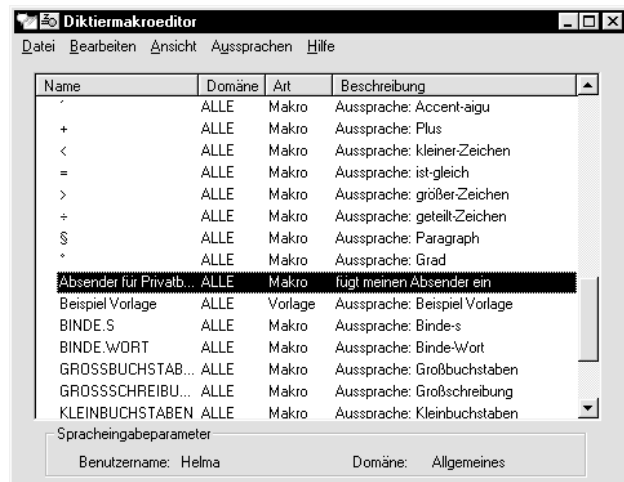 Diktiermakroeditor
Datei Bearbeiten Ansicht Aussprachen Hilfe
Name Domäne Art Beschreibung
´ ALLE Makro Aussprache: Accent-aigu
+ ALLE Makro Aussprache: Plus
< ALLE Makro Aussprache: kleiner-Zeichen
= ALLE Makro Aussprache: ist-gleich
> ALLE Makro Aussprache: größer-Zeichen
÷ ALLE Makro Aussprache: geteilt-Zeichen
§ ALLE Makro Aussprache: Paragraph
° ALLE Makro Aussprache: Grad
Absender für Privatb... ALLE Makro fügt meinen Absender ein
Beispiel Vorlage ALLE Vorlage Aussprache: Beispiel Vorlage
BINDE.S ALLE Makro Aussprache: Binde-s
BINDE.WORT ALLE Makro Aussprache: Binde-Wort
GROSSBUCHSTAB... ALLE Makro Aussprache: Großbuchstaben
GROSSSCHREIBU... ALLE Makro Aussprache: Großschreibung
KLEINBUCHSTABEN ALLE Makro Aussprache: Kleinbuchstaben
Spracheingabeparameter
Benutzername: Helma Domäne: Allgemeines